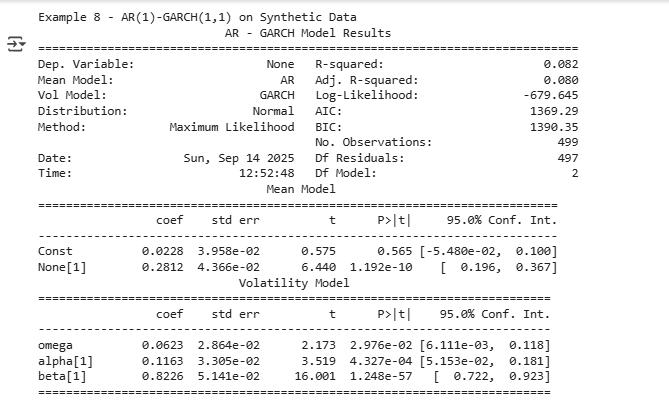 Example 8 - AR(1)-GARCH(1,1) on Synthetic Data
AR - GARCH Model Results
==============================================================================
Dep. Variable: None R-squared: 0.082
Mean Model: AR Adj. R-squared: 0.080
Vol Model: GARCH Log-Likelihood: -679.645
Distribution: Normal AIC: 1369.29
Method: Maximum Likelihood BIC: 1390.35
No. Observations: 499
Date: Sun, Sep 14 2025 Df Residuals: 497
Time: 12:52:48 Df Model: 2
Mean Model
===========================================================================
coef std err t P>|t| 95.0% Conf. Int.
---------------------------------------------------------------------------
Const 0.0228 3.958e-02 0.575 0.565 [-5.480e-02, 0.100]
None[1] 0.2812 4.366e-02 6.440 1.192e-10 [ 0.196, 0.367]
Volatility Model
==========================================================================
coef std err t P>|t| 95.0% Conf. Int.
--------------------------------------------------------------------------
omega 0.0623 2.864e-02 2.173 2.976e-02 [6.111e-03, 0.118]
alpha[1] 0.1163 3.305e-02 3.519 4.327e-04 [5.153e-02, 0.181]
beta[1] 0.8226 5.141e-02 16.001 1.248e-57 [ 0.722, 0.923]
==========================================================================